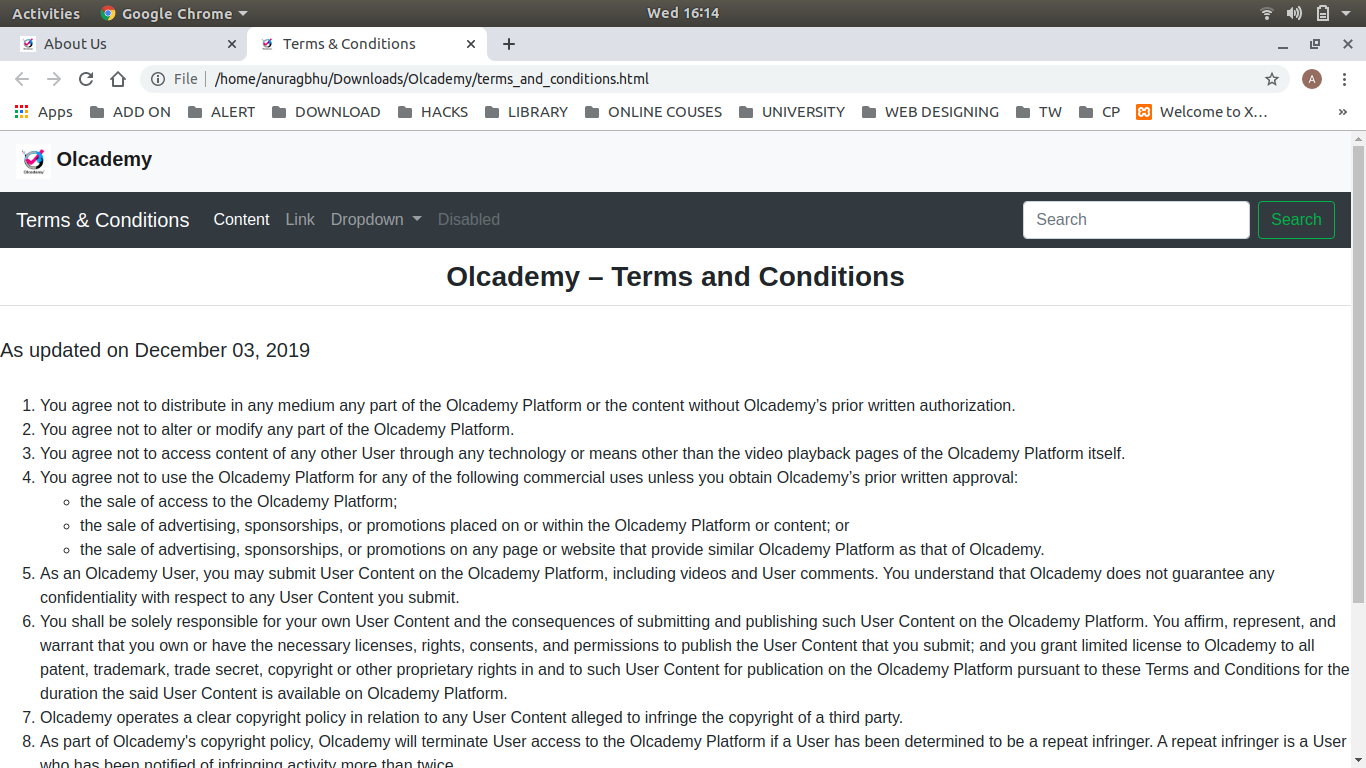 Activities Google Chrome Wed 16:14
About Us Terms & Conditions
File /home/anuragbhu/Downloads/Olcademy/terms_and_conditions.html A
Apps ADD ON ALERT DOWNLOAD HACKS LIBRARY ONLINE COUSES UNIVERSITY WEB DESIGNING TW CP Welcome to X… »
Olcademy Olcademy
Terms & Conditions Content Link Dropdown Disabled Search Search
Olcademy – Terms and Conditions
As updated on December 03, 2019
1. You agree not to distribute in any medium any part of the Olcademy Platform or the content without Olcademy’s prior written authorization.
2. You agree not to alter or modify any part of the Olcademy Platform.
3. You agree not to access content of any other User through any technology or means other than the video playback pages of the Olcademy Platform itself.
4. You agree not to use the Olcademy Platform for any of the following commercial uses unless you obtain Olcademy’s prior written approval:
◦ the sale of access to the Olcademy Platform;
◦ the sale of advertising, sponsorships, or promotions placed on or within the Olcademy Platform or content; or
◦ the sale of advertising, sponsorships, or promotions on any page or website that provide similar Olcademy Platform as that of Olcademy.
5. As an Olcademy User, you may submit User Content on the Olcademy Platform, including videos and User comments. You understand that Olcademy does not guarantee any
confidentiality with respect to any User Content you submit.
6. You shall be solely responsible for your own User Content and the consequences of submitting and publishing such User Content on the Olcademy Platform. You affirm, represent, and
warrant that you own or have the necessary licenses, rights, consents, and permissions to publish the User Content that you submit; and you grant limited license to Olcademy to all
patent, trademark, trade secret, copyright or other proprietary rights in and to such User Content for publication on the Olcademy Platform pursuant to these Terms and Conditions for the
duration the said User Content is available on Olcademy Platform.
7. Olcademy operates a clear copyright policy in relation to any User Content alleged to infringe the copyright of a third party.
8. As part of Olcademy's copyright policy, Olcademy will terminate User access to the Olcademy Platform if a User has been determined to be a repeat infringer. A repeat infringer is a User
who has been notified of infringing activity more than twice.